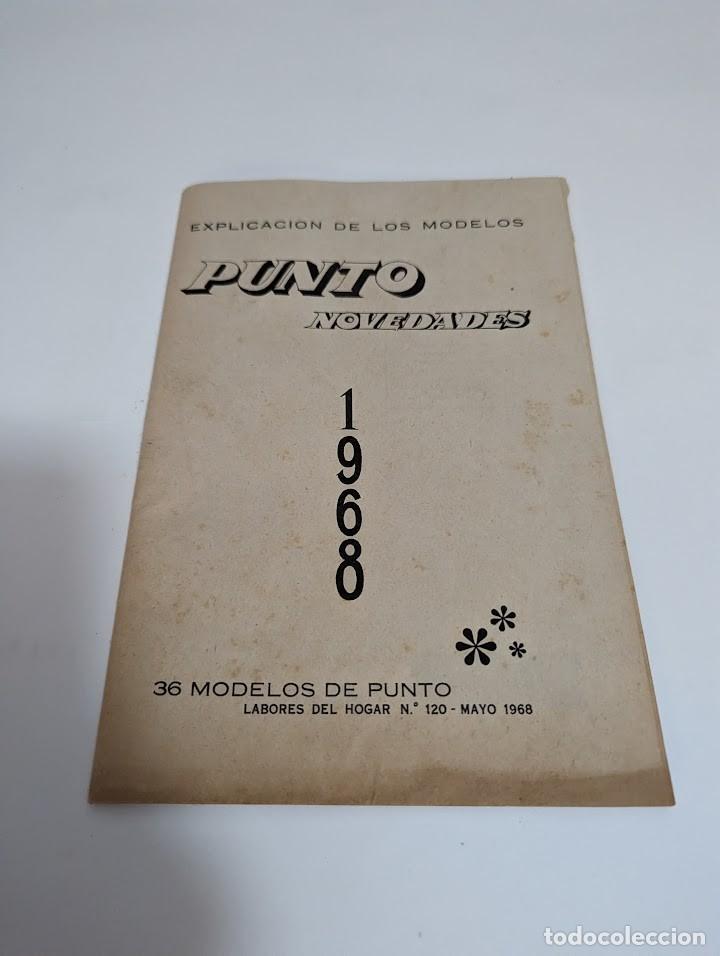 EXPLICACION DE LOS MODELOS
PUNTO
NOVEDADES
1
9
6
8
36 MODELOS DE PUNTO
LABORES DEL HOGAR N.° 120 - MAYO 1968
todocoleccion